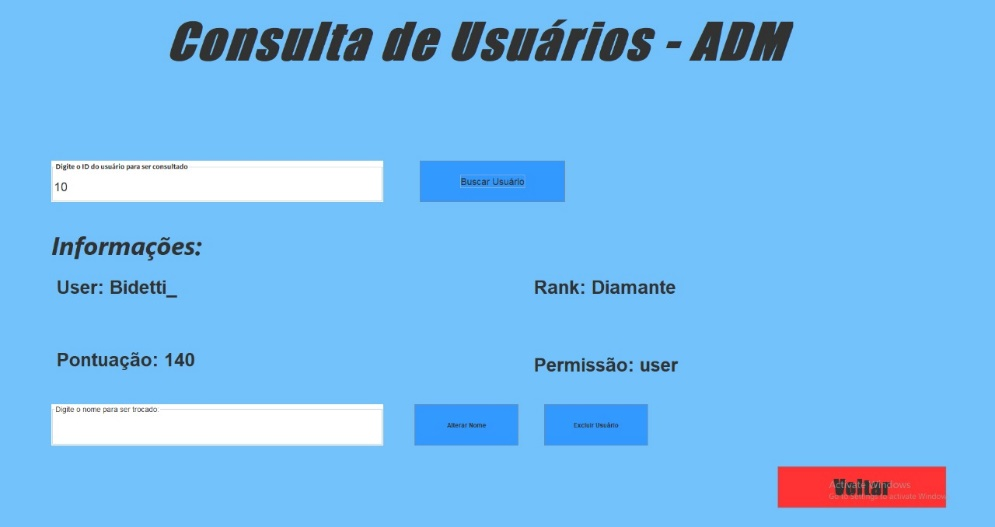 Consulta de Usuários - ADM
Digite o ID do usuário para ser consultado
10
Buscar Usuário
Informações:
User: Bidetti_
Rank: Diamante
Pontuação: 140
Permissão: user
Digite o nome para ser trocado:
Alterar Nome
Excluir Usuário
Voltar
Activate Windows
Go to Settings to activate Window